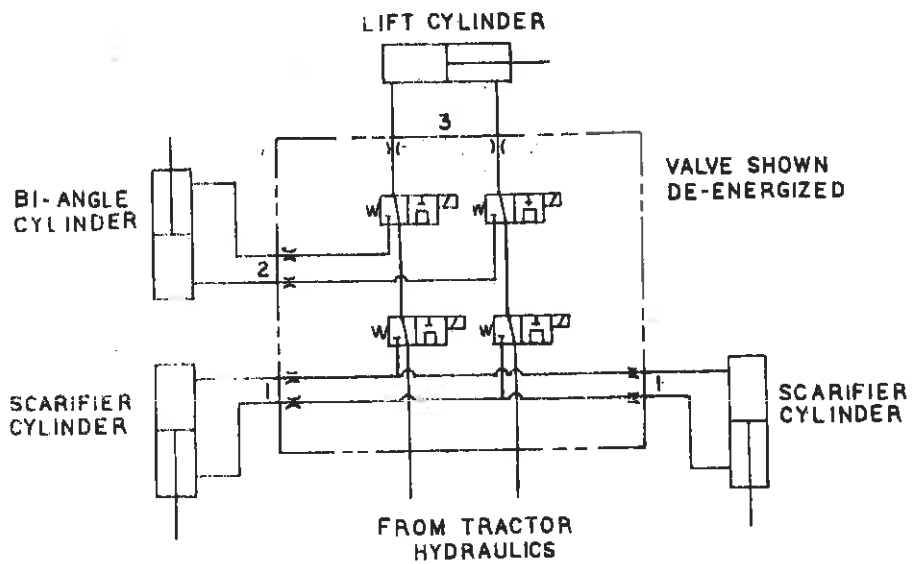 LIFT CYLINDER
3
BI-ANGLE
CYLINDER
VALVE SHOWN
DE-ENERGIZED
W
W
2
W
W
1
1
SCARIFIER
CYLINDER
SCARIFIER
CYLINDER
FROM TRACTOR
HYDRAULICS